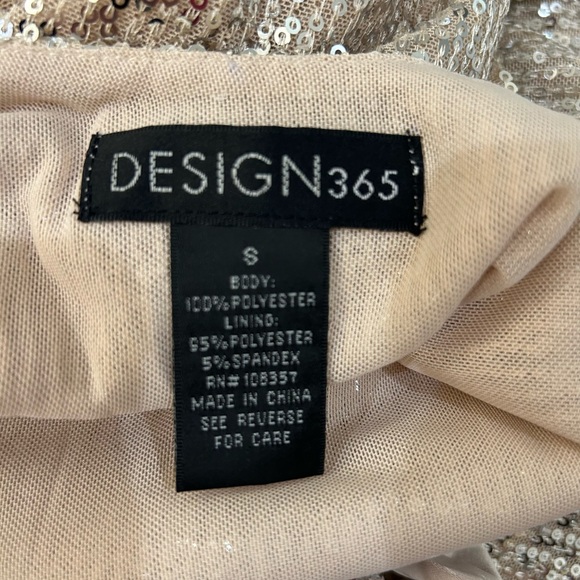 DESIGN365
S
BODY:
100%POLYESTER
LINING:
95%POLYESTER
5%SPANDEX
RN#108357
MADE IN CHINA
SEE REVERSE
FOR CARE